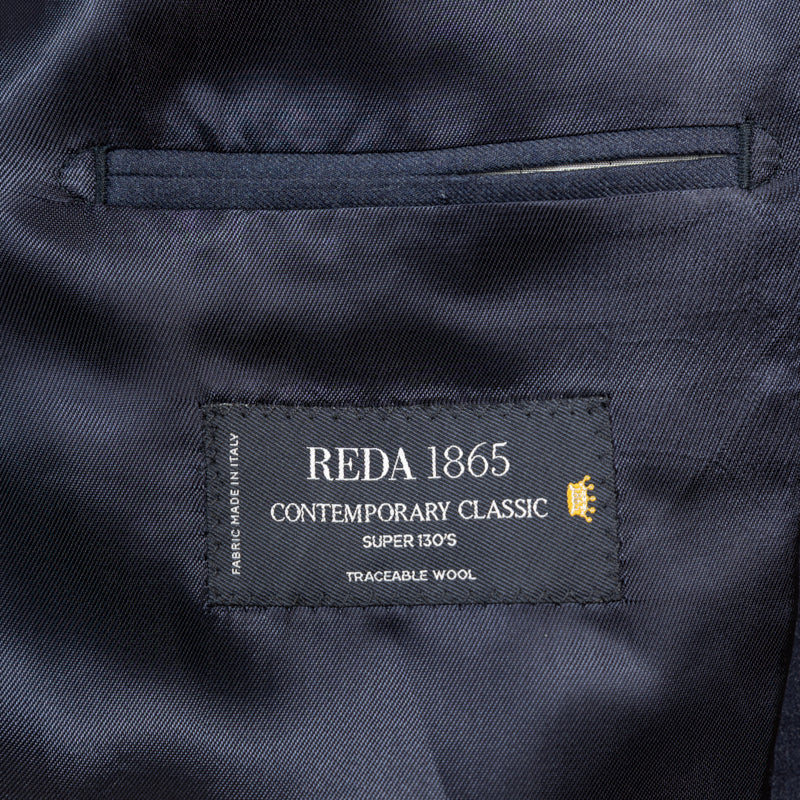 REDA 1865
CONTEMPORARY CLASSIC
SUPER 130'S
TRACEABLE WOOL
FABRIC MADE IN ITALY